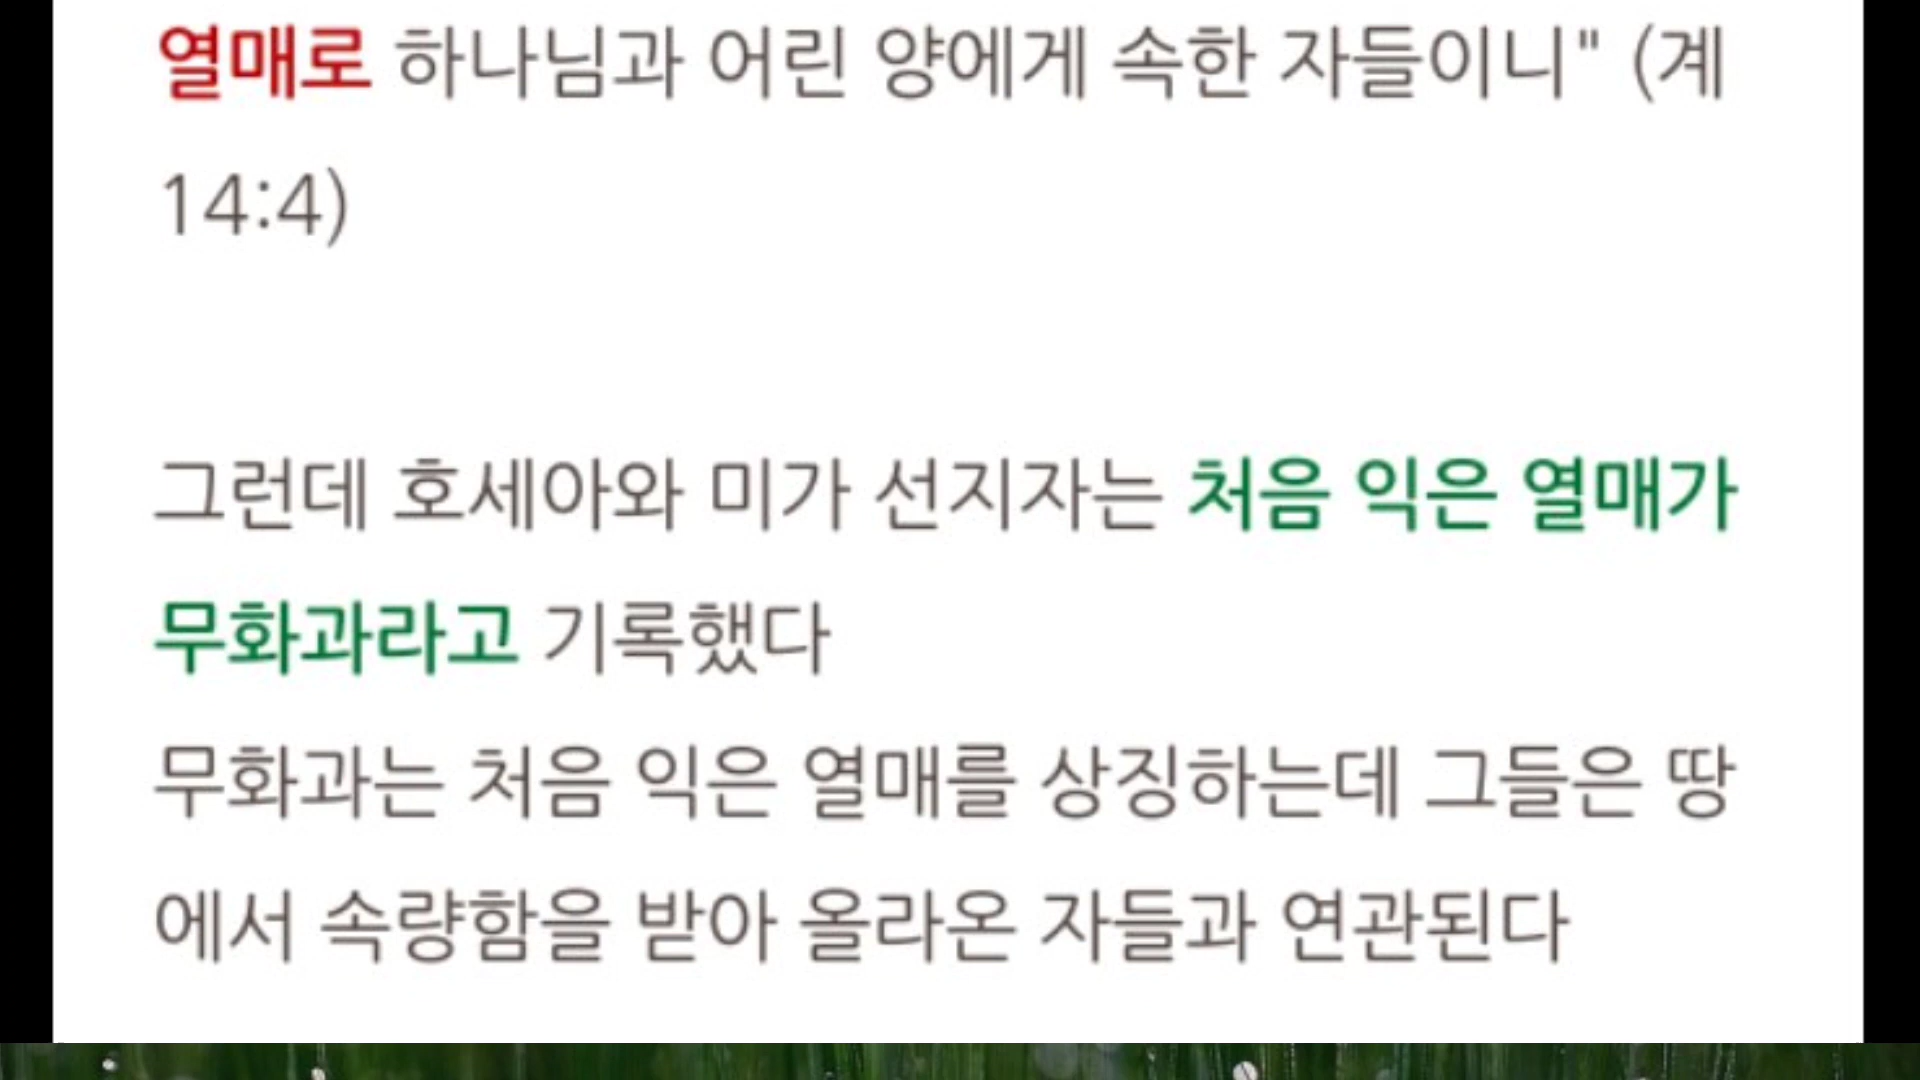 열매로 하나님과 어린 양에게 속한 자들이니" (계
14:4)
그런데 호세아와 미가 선지자는 처음 익은 열매가
무화과라고 기록했다
무화과는 처음 익은 열매를 상징하는데 그들은 땅
에서 속량함을 받아 올라온 자들과 연관된다